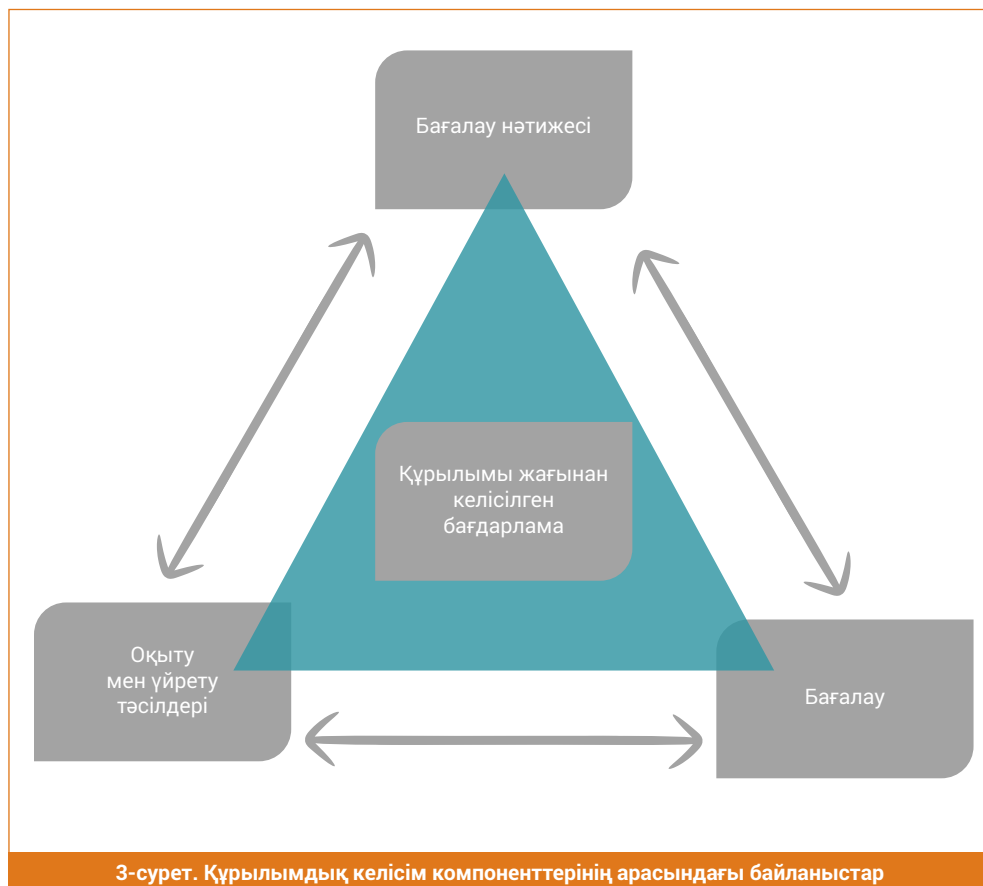 Бағалау нәтижесі
Құрылымы жағынан
келісілген
бағдарлама
Оқыту
мен үйрету
тәсілдері
Бағалау
3-сурет. Құрылымдық келісім компоненттерінің арасындағы байланыстар